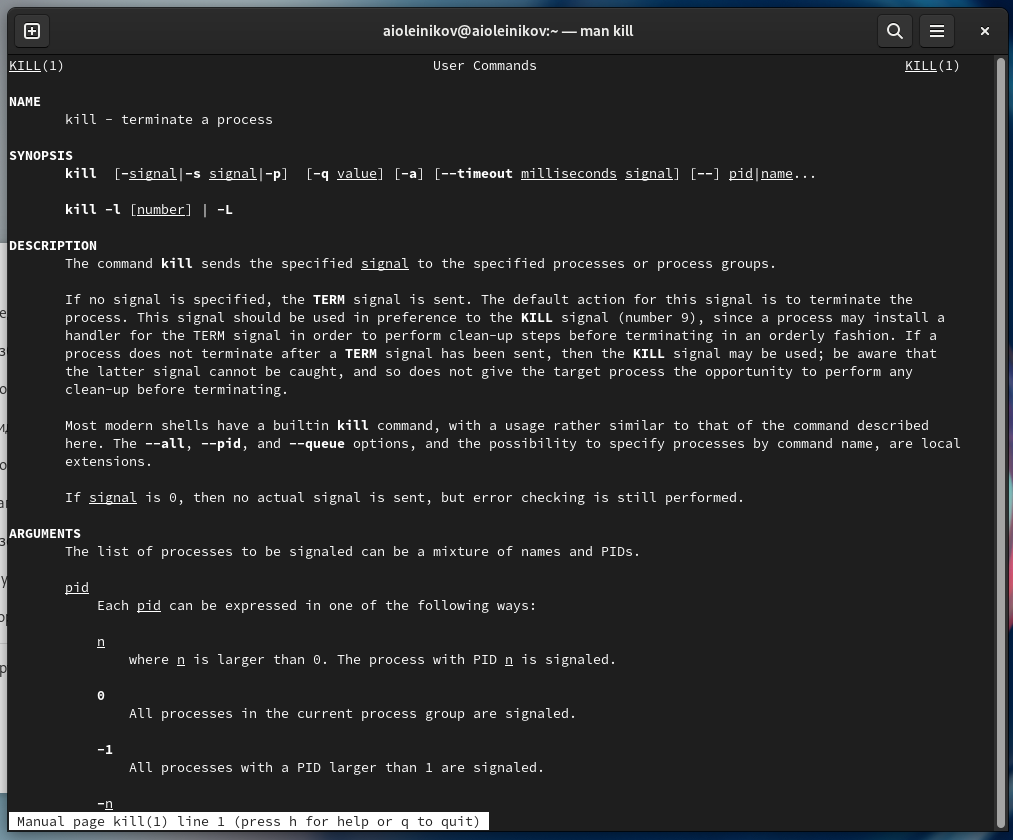 aioleinikov@aioleinikov:~ — man kill
KILL(1) User Commands KILL(1)
NAME
kill - terminate a process
SYNOPSIS
kill [-signal|-s signal|-p] [-q value] [-a] [--timeout milliseconds signal] [--] pid|name...
kill -l [number] | -L
DESCRIPTION
The command kill sends the specified signal to the specified processes or process groups.
If no signal is specified, the TERM signal is sent. The default action for this signal is to terminate the
process. This signal should be used in preference to the KILL signal (number 9), since a process may install a
handler for the TERM signal in order to perform clean-up steps before terminating in an orderly fashion. If a
process does not terminate after a TERM signal has been sent, then the KILL signal may be used; be aware that
the latter signal cannot be caught, and so does not give the target process the opportunity to perform any
clean-up before terminating.
Most modern shells have a builtin kill command, with a usage rather similar to that of the command described
here. The --all, --pid, and --queue options, and the possibility to specify processes by command name, are local
extensions.
If signal is 0, then no actual signal is sent, but error checking is still performed.
ARGUMENTS
The list of processes to be signaled can be a mixture of names and PIDs.
pid
Each pid can be expressed in one of the following ways:
n
where n is larger than 0. The process with PID n is signaled.
0
All processes in the current process group are signaled.
-1
All processes with a PID larger than 1 are signaled.
-n
Manual page kill(1) line 1 (press h for help or q to quit)